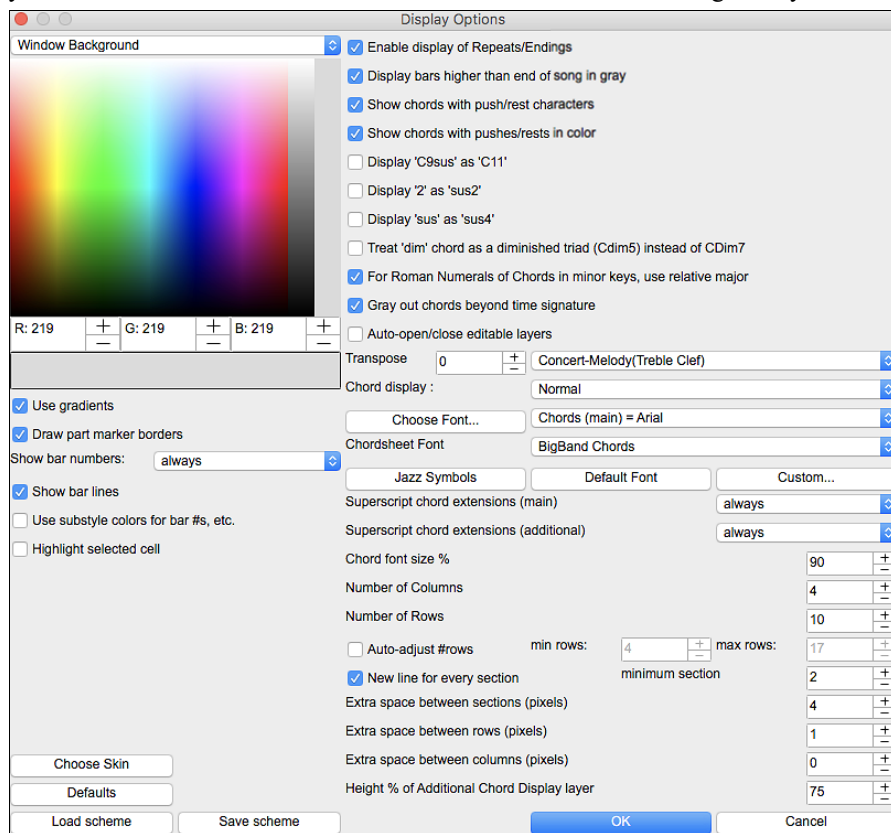 Display Options
Window Background
R: 219 + − G: 219 + − B: 219 + −
Use gradients
Draw part marker borders
Show bar numbers: always
Show bar lines
Use substyle colors for bar #s, etc.
Highlight selected cell
Choose Skin
Defaults
Load scheme Save scheme
Enable display of Repeats/Endings
Display bars higher than end of song in gray
Show chords with push/rest characters
Show chords with pushes/rests in color
Display 'C9sus' as 'C11'
Display '2' as 'sus2'
Display 'sus' as 'sus4'
Treat 'dim' chord as a diminished triad (Cdim5) instead of CDim7
For Roman Numerals of Chords in minor keys, use relative major
Gray out chords beyond time signature
Auto-open/close editable layers
Transpose 0 + − Concert-Melody(Treble Clef)
Chord display : Normal
Choose Font... Chords (main) = Arial
Chordsheet Font BigBand Chords
Jazz Symbols Default Font Custom...
Superscript chord extensions (main) always
Superscript chord extensions (additional) always
Chord font size % 90 + −
Number of Columns 4 + −
Number of Rows 10 + −
Auto-adjust #rows min rows: 4 + − max rows: 17 + −
New line for every section minimum section 2 + −
Extra space between sections (pixels) 4 + −
Extra space between rows (pixels) 1 + −
Extra space between columns (pixels) 0 + −
Height % of Additional Chord Display layer 75 + −
OK Cancel